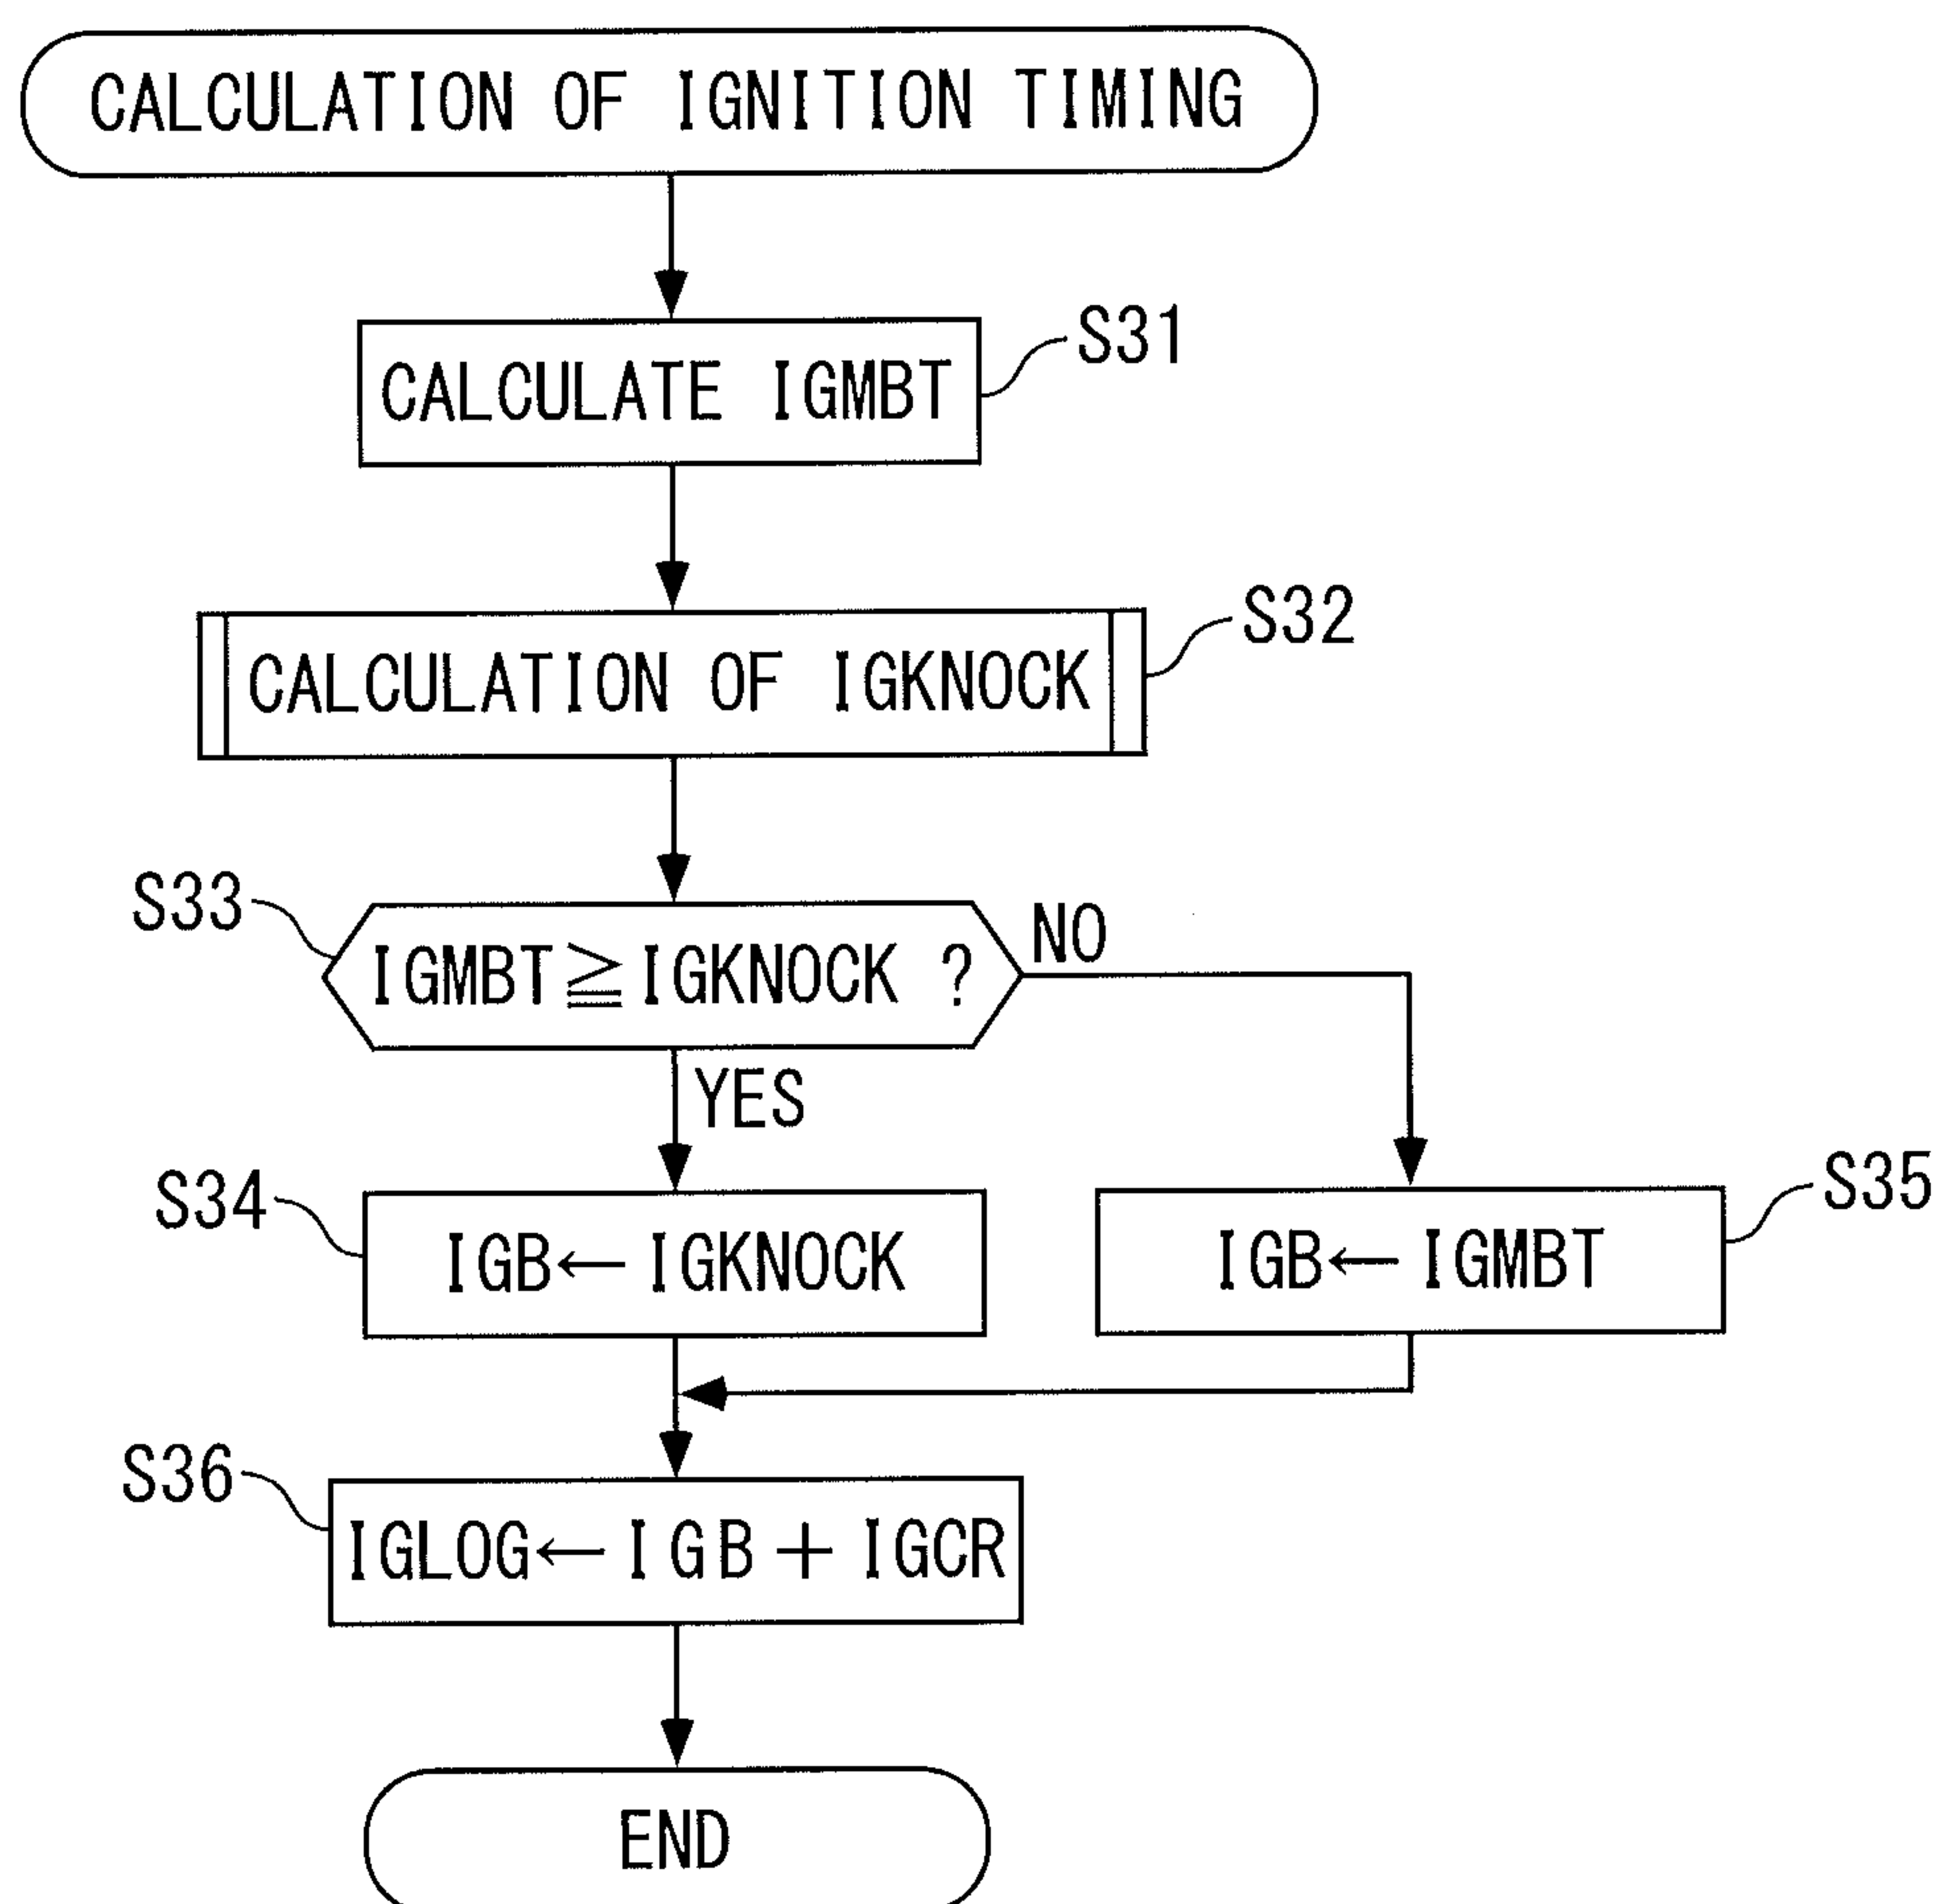 CALCULATION OF IGNITION TIMING
S31
CALCULATE IGMBT
S32
CALCULATION OF IGKNOCK
S33
IGMBT≧IGKNOCK ?
NO
YES
S34
IGB← IGKNOCK
S35
IGB← IGMBT
S36
IGLOG← IGB + IGCR
END